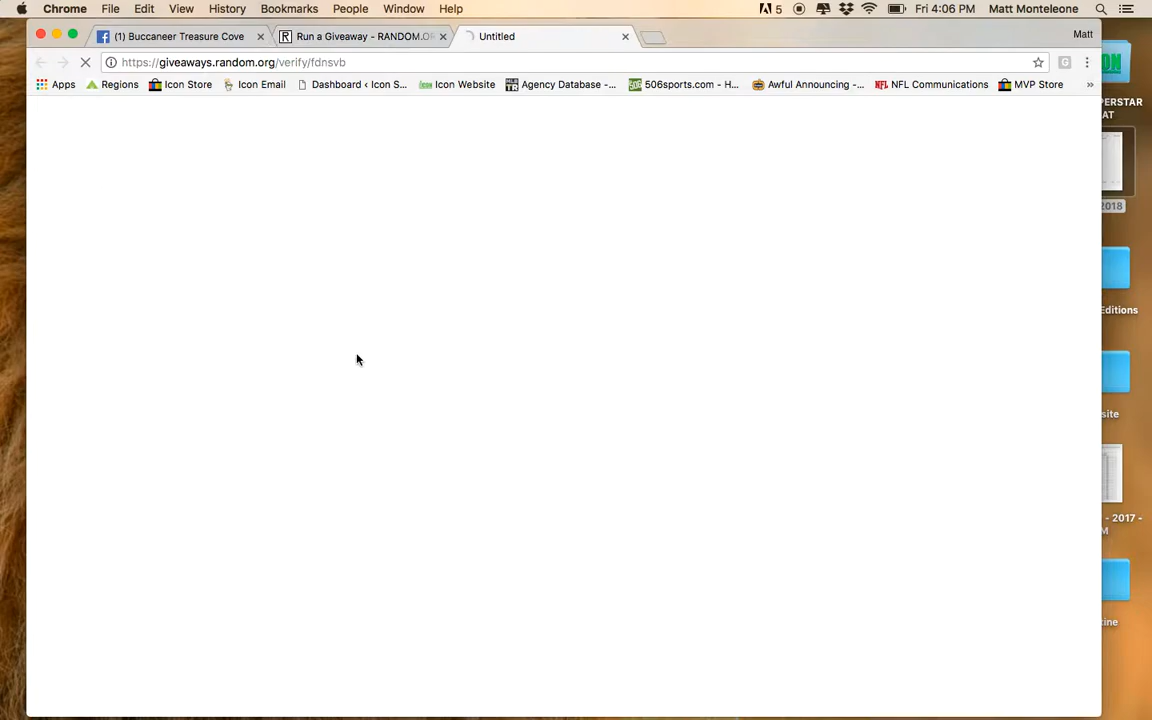 Chrome File Edit View History Bookmarks People Window Help 5 Fri 4:06 PM Matt Monteleone
(1) Buccaneer Treasure Cove Run a Giveaway - RANDOM.OR Untitled Matt
https://giveaways.random.org/verify/fdnsvb
Apps Regions Icon Store Icon Email Dashboard ‹ Icon S... Icon Website Agency Database -... 506sports.com - H... Awful Announcing -... NFL Communications MVP Store »
PERSTAR
AT
2018
Editions
site
- 2017 -
M
zine